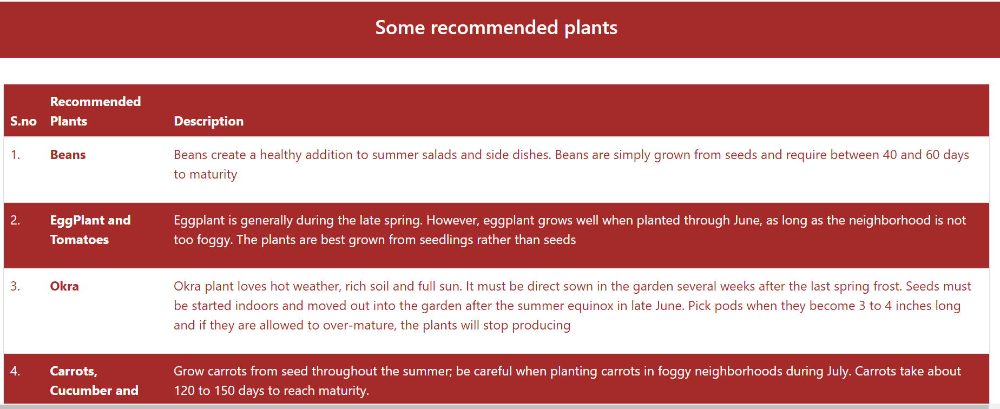 Some recommended plants
Recommended
S.no Plants Description
1. Beans Beans create a healthy addition to summer salads and side dishes. Beans are simply grown from seeds and require between 40 and 60 days
to maturity
2. EggPlant and Eggplant is generally during the late spring. However, eggplant grows well when planted through June, as long as the neighborhood is not
Tomatoes too foggy. The plants are best grown from seedlings rather than seeds
3. Okra Okra plant loves hot weather, rich soil and full sun. It must be direct sown in the garden several weeks after the last spring frost. Seeds must
be started indoors and moved out into the garden after the summer equinox in late June. Pick pods when they become 3 to 4 inches long
and if they are allowed to over-mature, the plants will stop producing
4. Carrots, Grow carrots from seed throughout the summer; be careful when planting carrots in foggy neighborhoods during July. Carrots take about
Cucumber and 120 to 150 days to reach maturity.